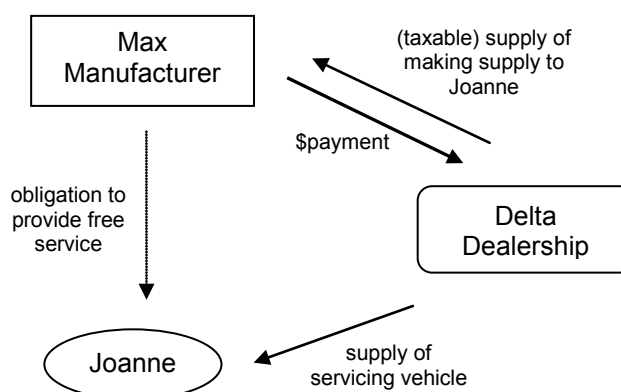 Max
Manufacturer
(taxable) supply of
making supply to
Joanne
$payment
obligation to
provide free
service
Delta
Dealership
Joanne
supply of
servicing vehicle